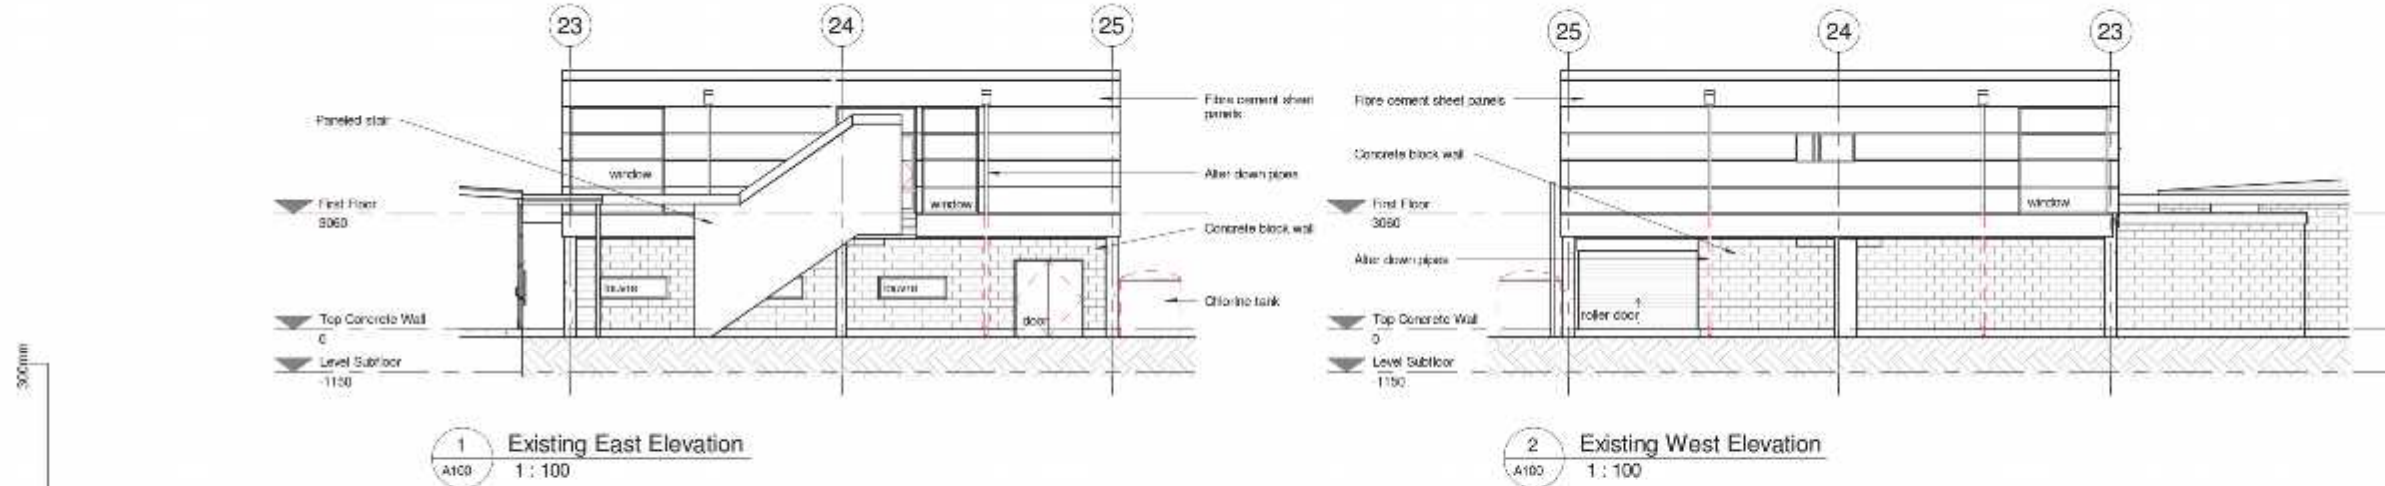 23
24
25
Paneled stair
Fibre cement sheet
panels
window
Alter down pipes
First Floor
3060
window
Concrete block wall
louvre
louvre
Chlorine tank
Top Concrete Wall
0
door
Level Subfloor
-1150
300mm
1
A100
Existing East Elevation
1 : 100
25
24
23
Fibre cement sheet panels
Concrete block wall
First Floor
3060
window
Alter down pipes
Top Concrete Wall
0
roller door
Level Subfloor
-1150
2
A100
Existing West Elevation
1 : 100